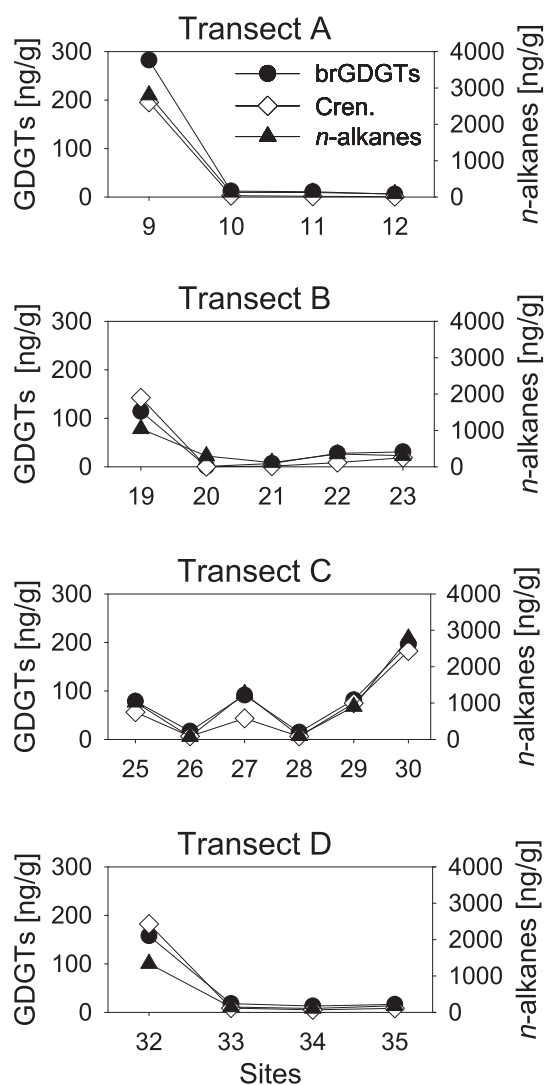 Transect A
GDGTs [ng/g]
300
200
100
0
brGDGTs
Cren.
n-alkanes
4000
3000
2000
1000
0
n-alkanes [ng/g]
9 10 11 12
Transect B
GDGTs [ng/g]
300
200
100
0
4000
3000
2000
1000
0
n-alkanes [ng/g]
19 20 21 22 23
Transect C
GDGTs [ng/g]
300
200
100
0
4000
3000
2000
1000
0
n-alkanes [ng/g]
25 26 27 28 29 30
Transect D
GDGTs [ng/g]
300
200
100
0
4000
3000
2000
1000
0
n-alkanes [ng/g]
32 33 34 35
Sites